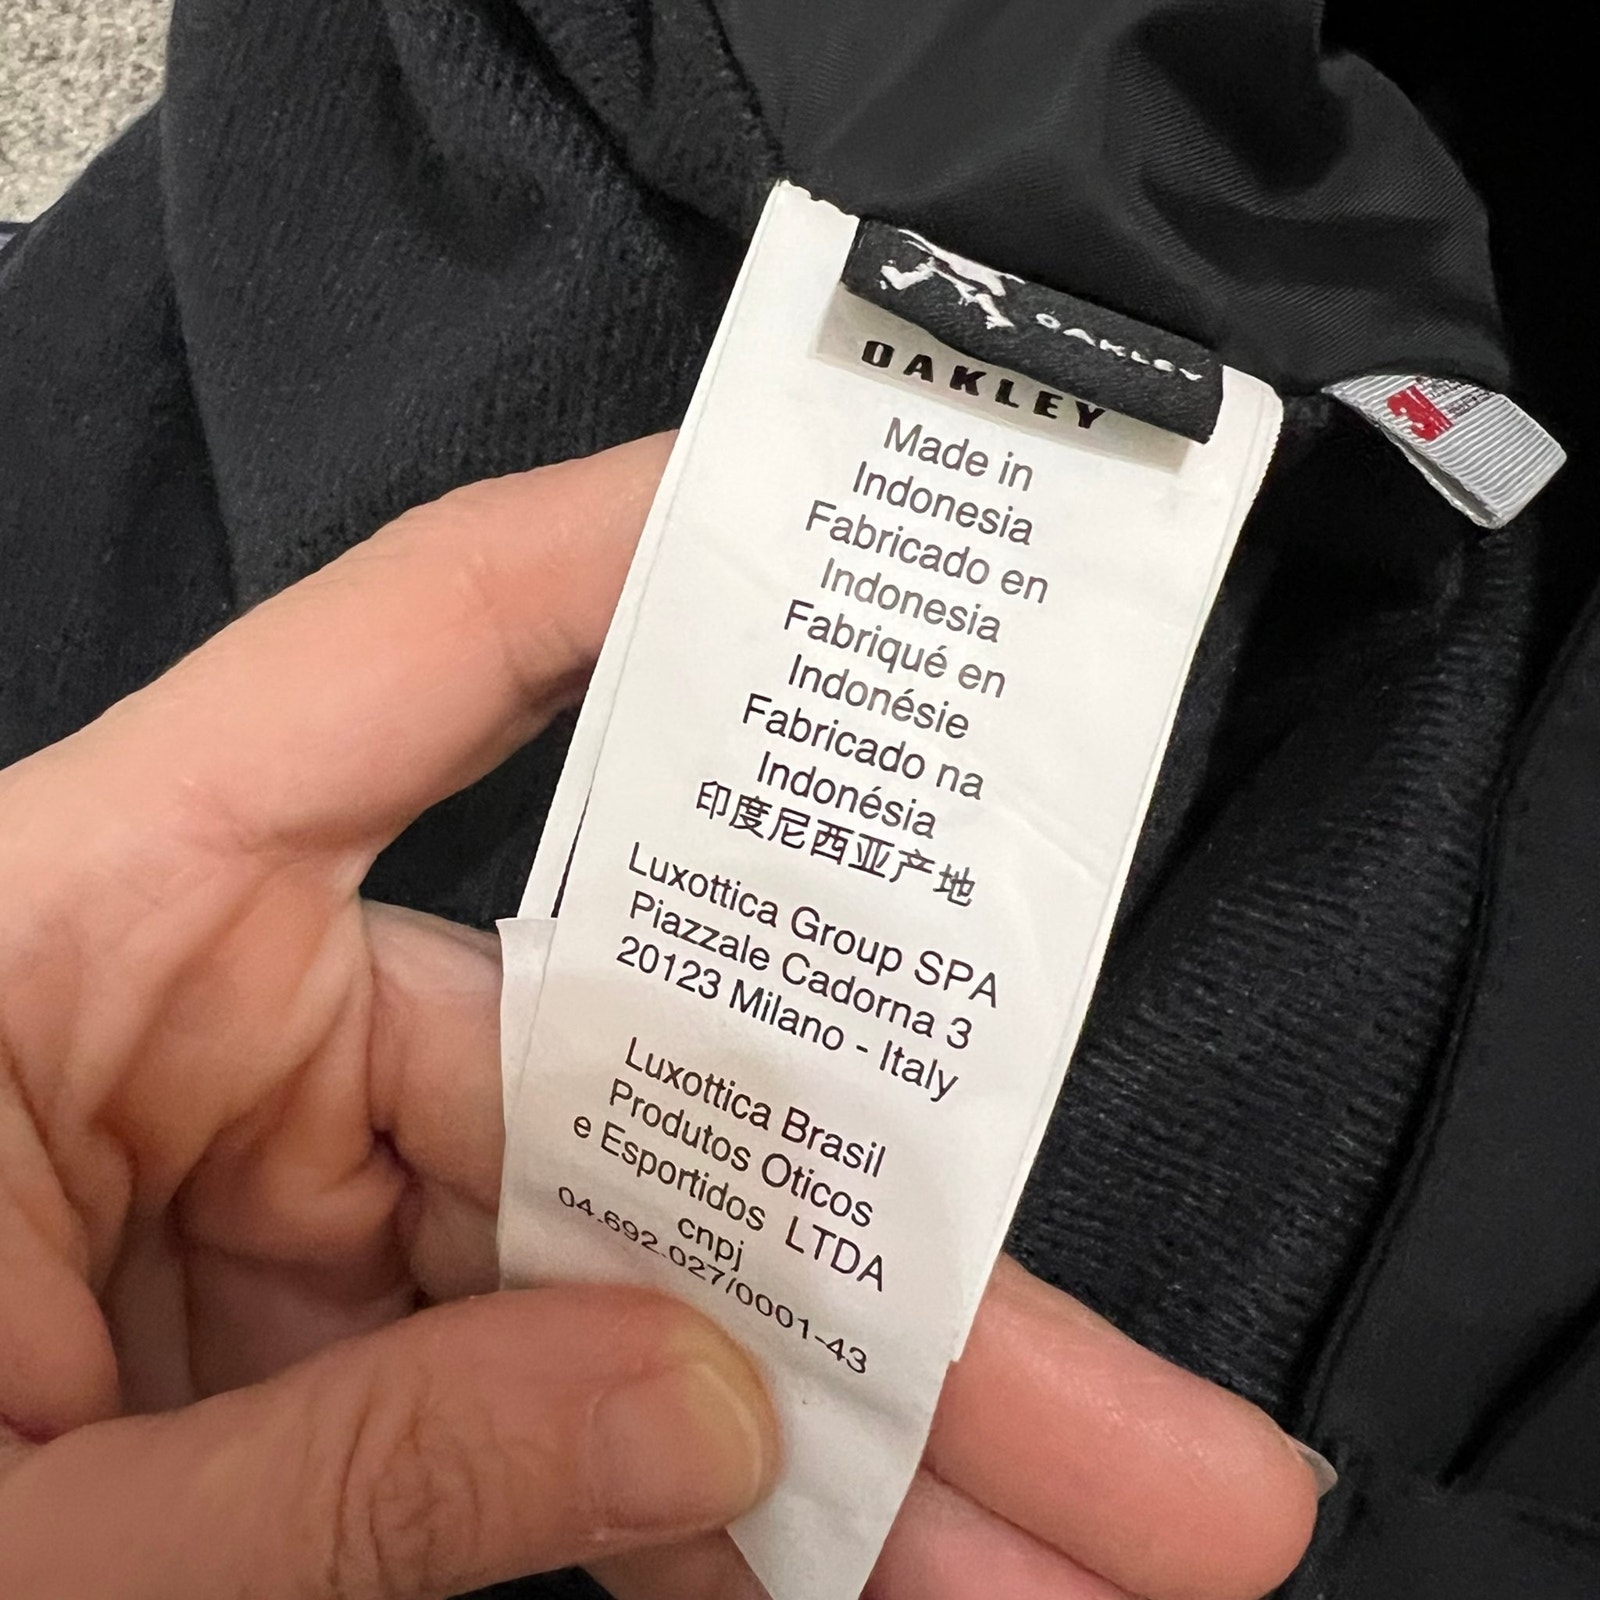 OAKLEY
OAKLEY
Made in
Indonesia
Fabricado en
Indonesia
Fabriqué en
Indonésie
Fabricado na
Indonésia
印度尼西亚产地
Luxottica Group SPA
Piazzale Cadorna 3
20123 Milano - Italy
Luxottica Brasil
Produtos Oticos
e Esportidos LTDA
cnpj
04.692.027/0001-43
3M